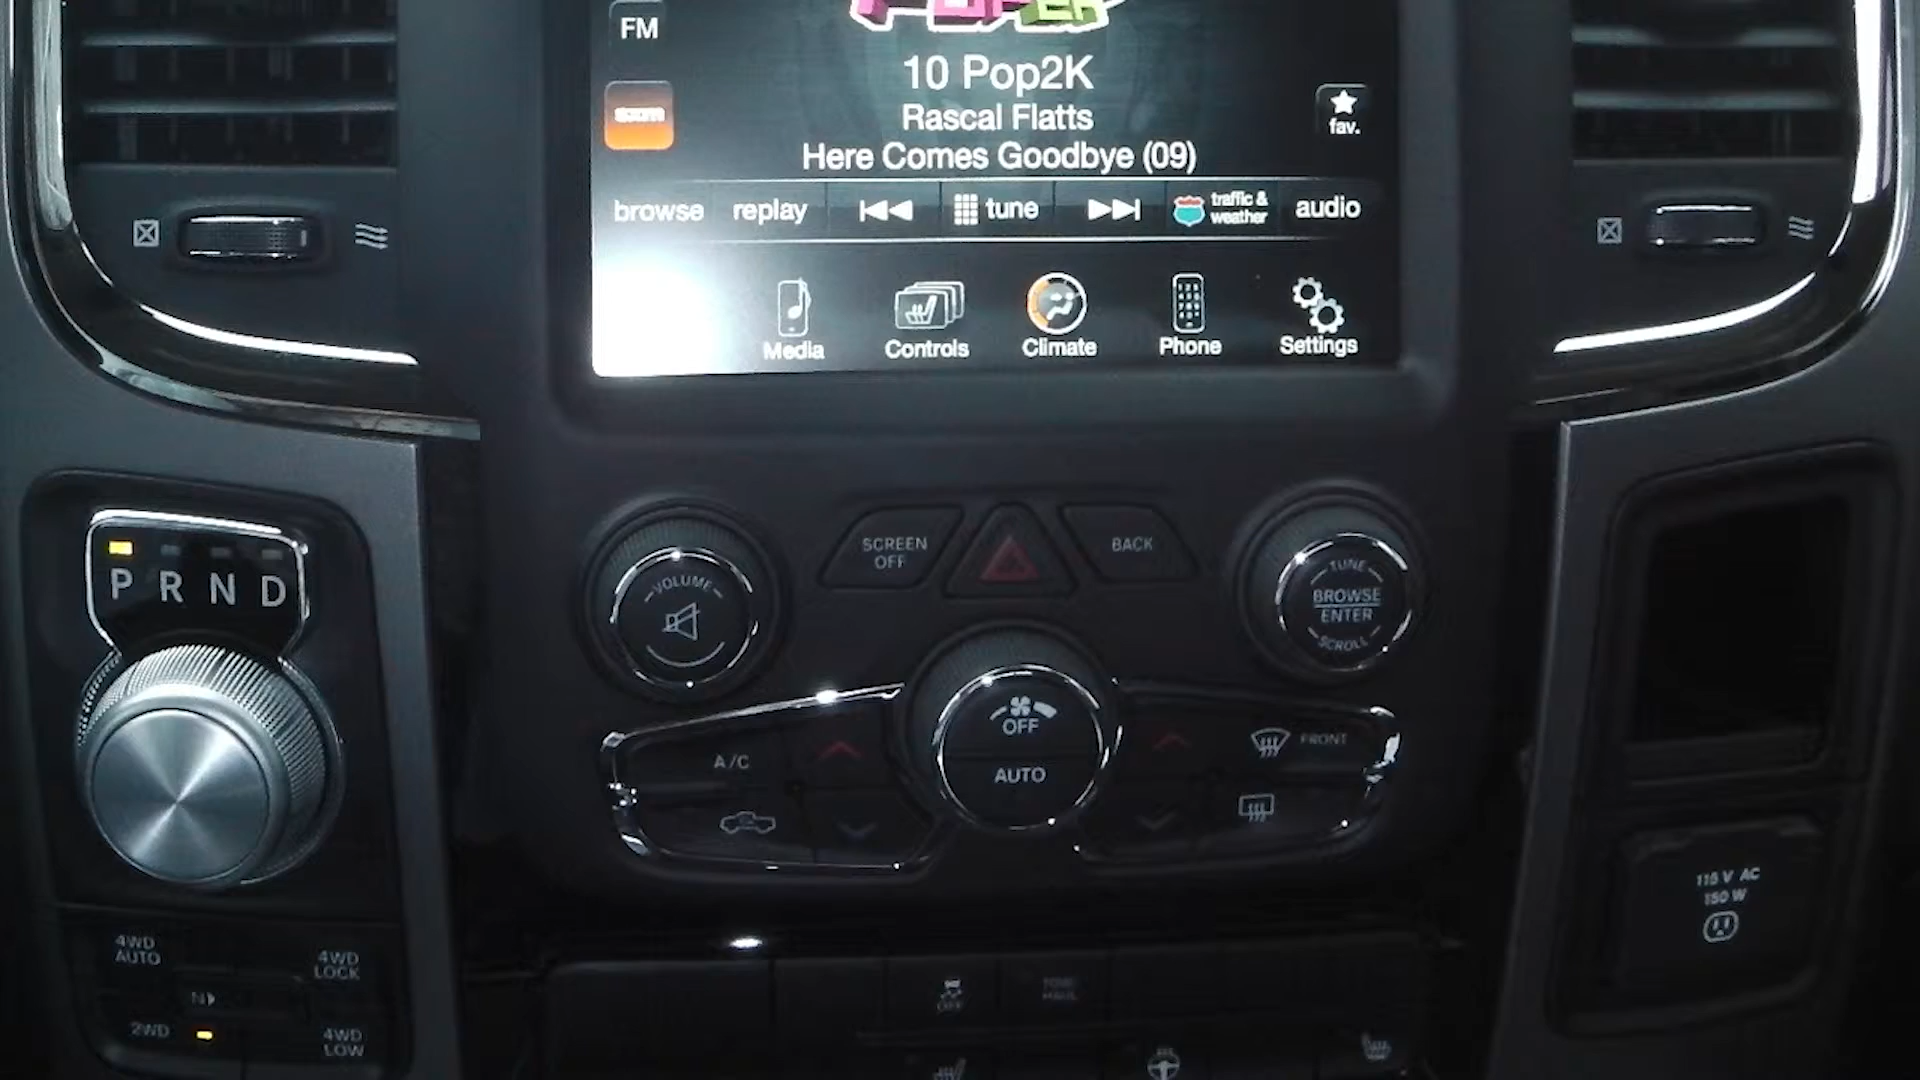 FM
10 Pop2K
sxm
Rascal Flatts
fav.
Here Comes Goodbye (09)
browse replay tune traffic & weather audio
Media Controls Climate Phone Settings
SCREEN OFF
BACK
P R N D
VOLUME
TUNE
BROWSE
ENTER
SCROLL
OFF
AUTO
A/C
FRONT
115 V AC
150 W
4WD AUTO
4WD LOCK
N
2WD
4WD LOW
OFF
TOW/HAUL